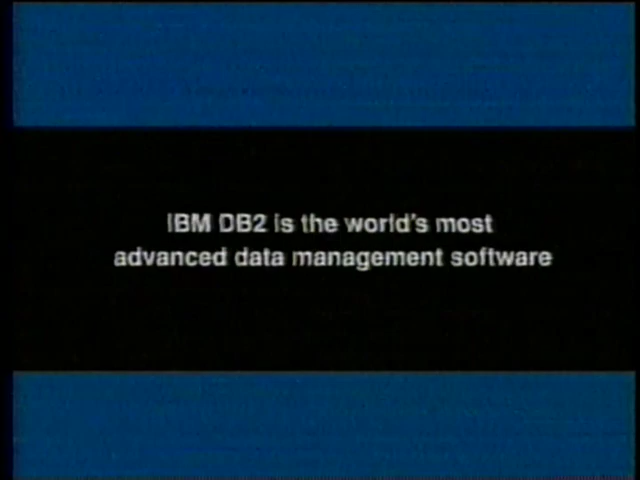 IBM DB2 is the world's most
advanced data management software